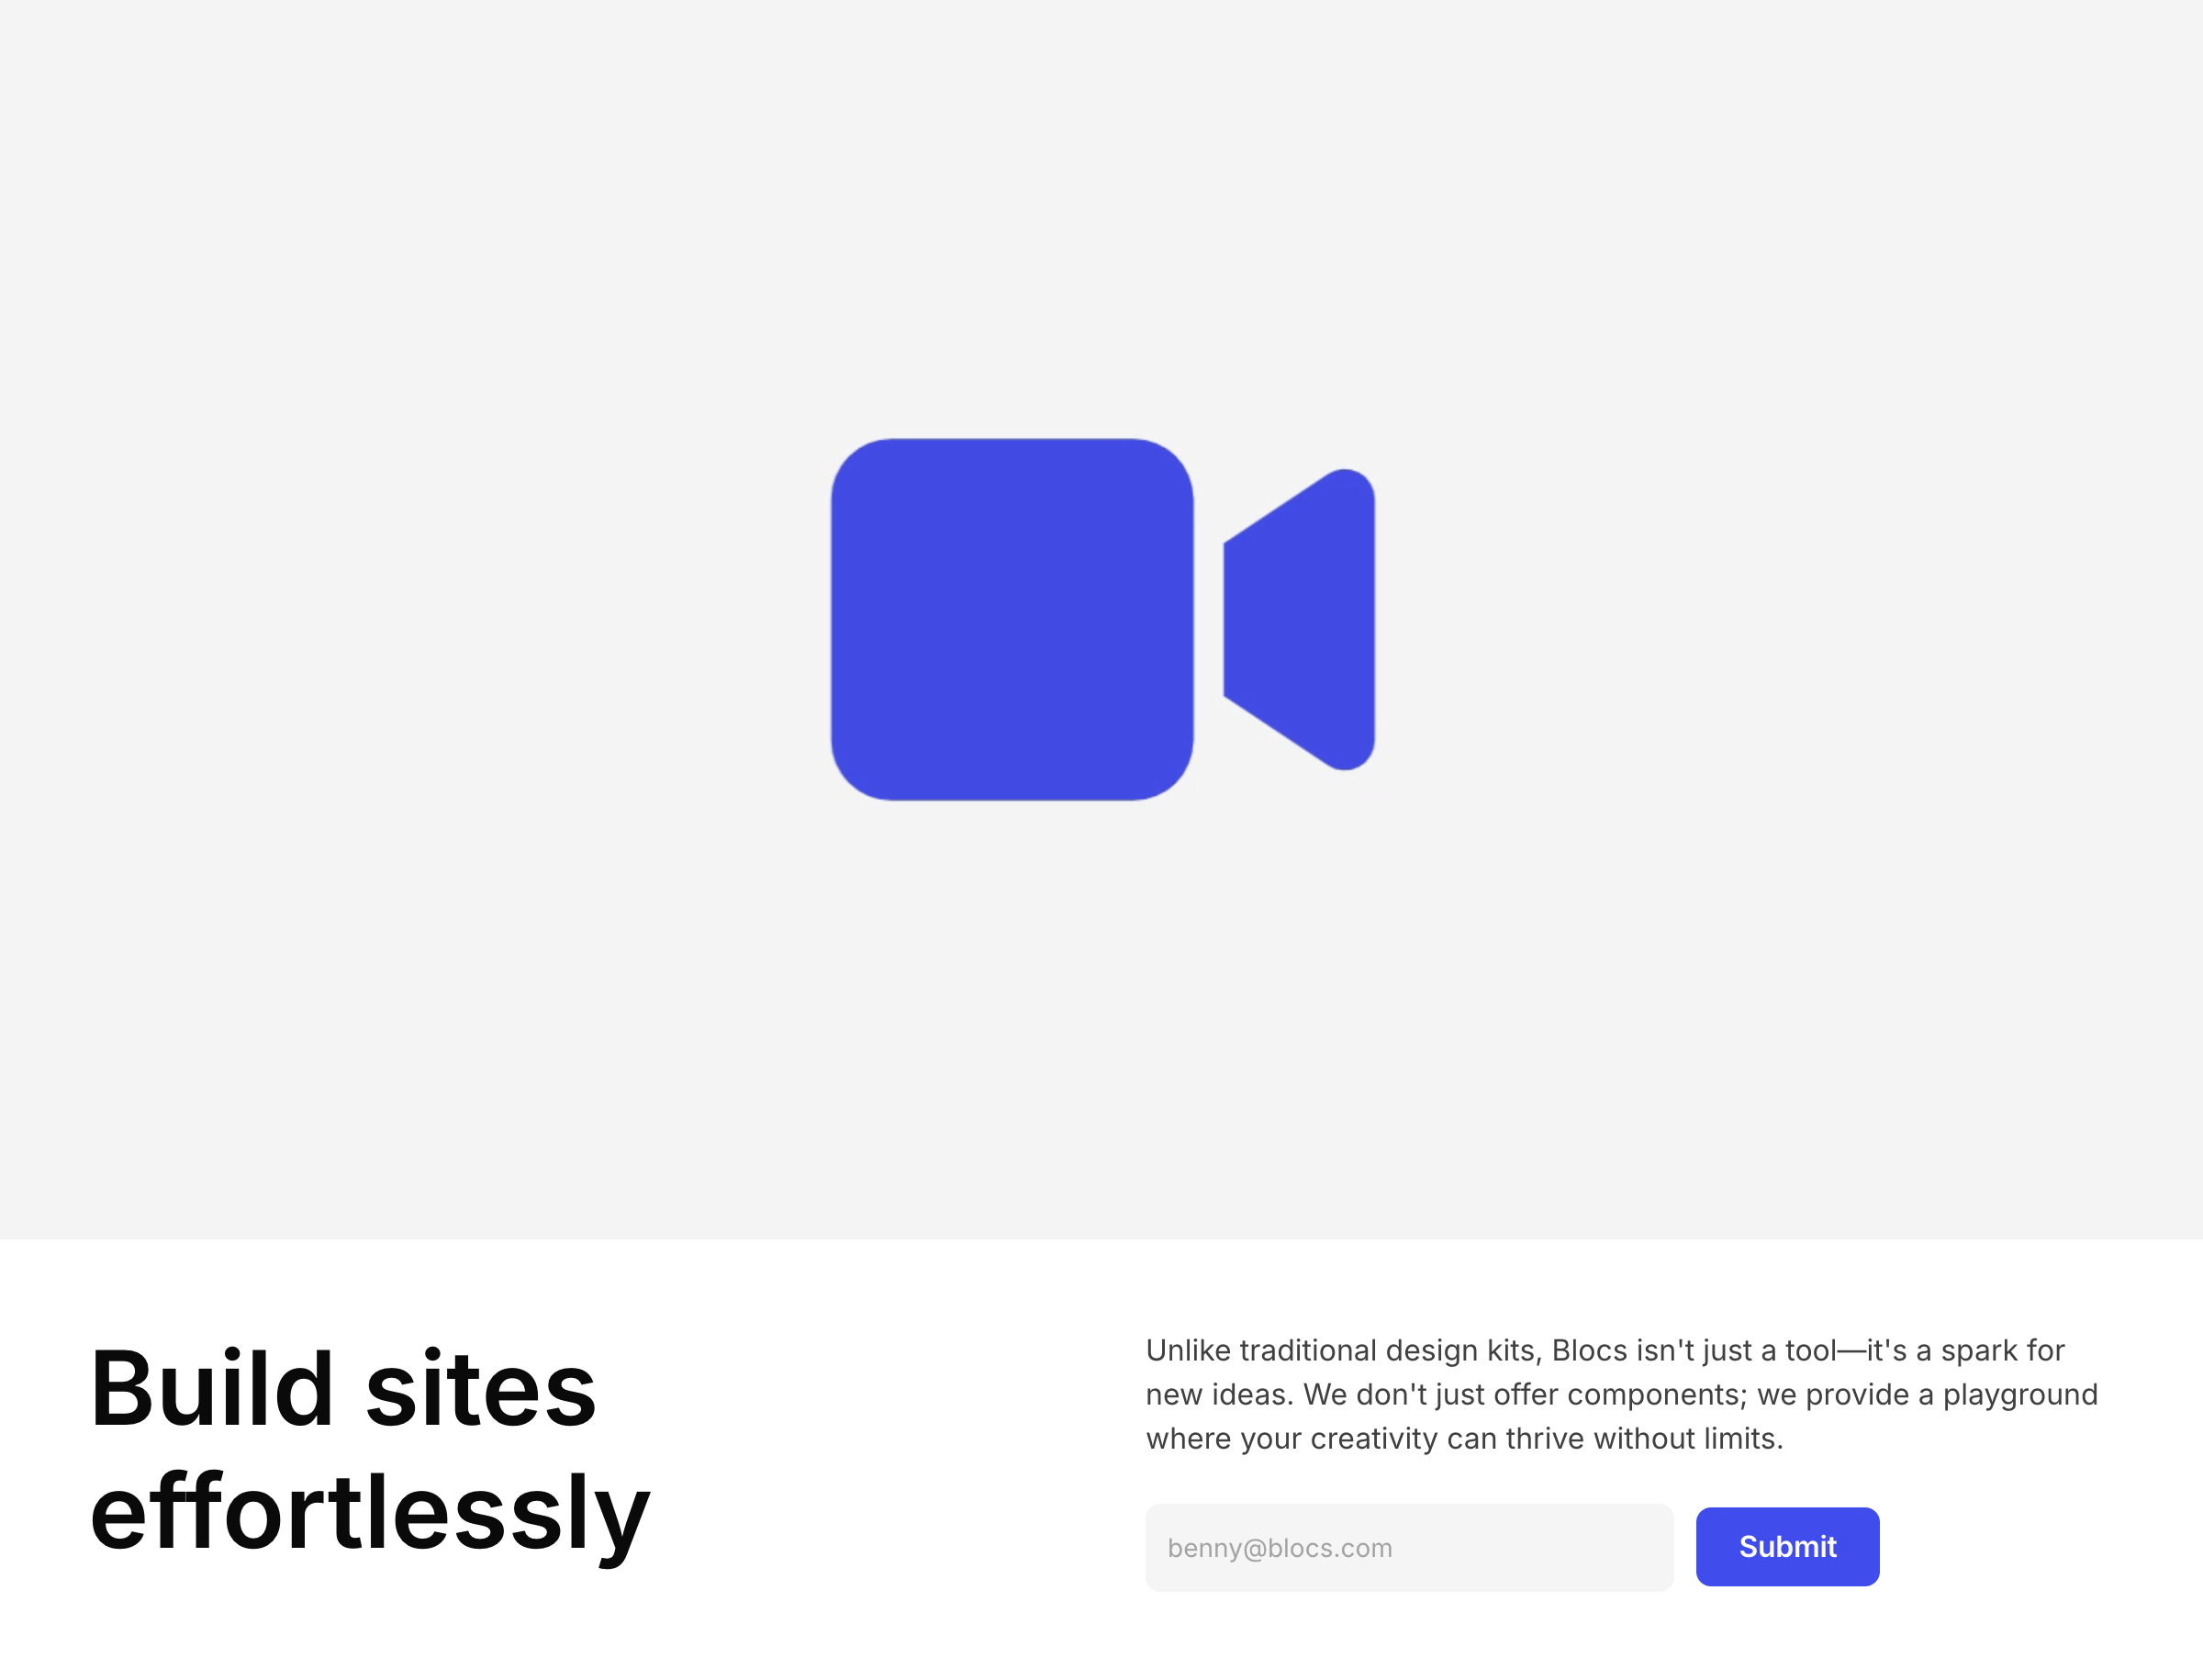 Build sites
effortlessly
Unlike traditional design kits, Blocs isn't just a tool—it's a spark for
new ideas. We don't just offer components; we provide a playground
where your creativity can thrive without limits.
benny@blocs.com
Submit